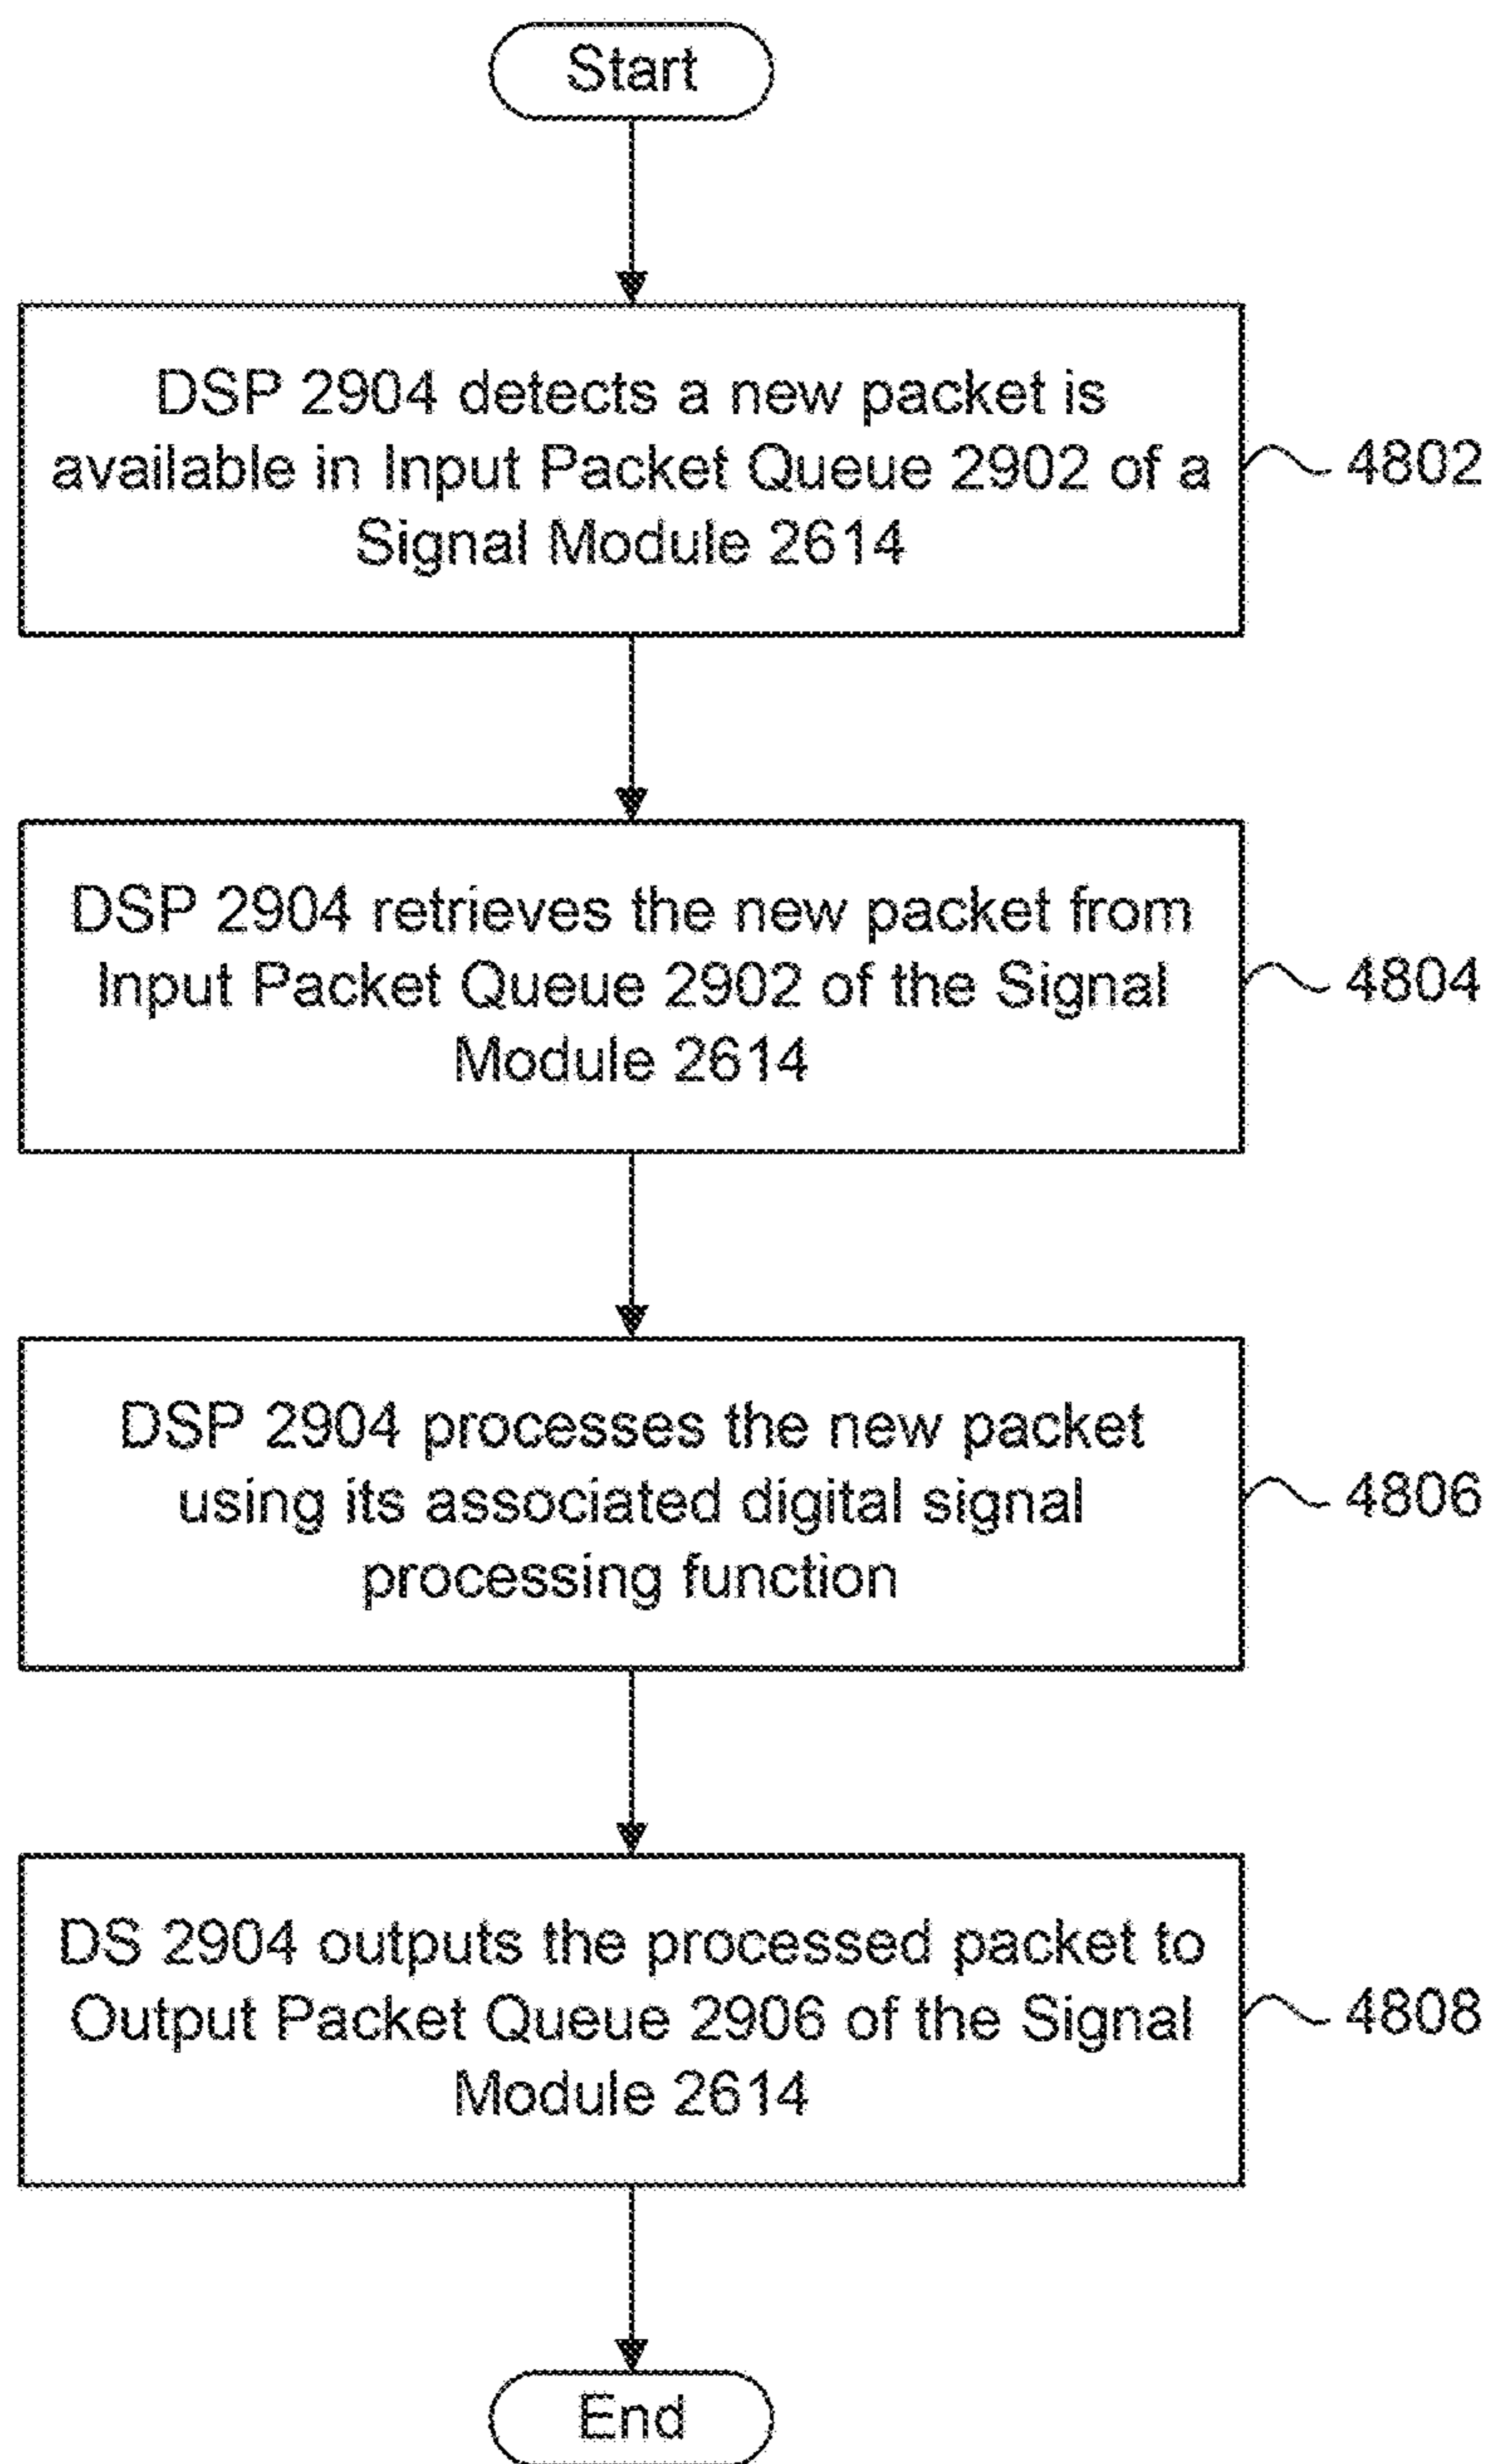 Start
DSP 2904 detects a new packet is
available in Input Packet Queue 2902 of a
Signal Module 2614
4802
DSP 2904 retrieves the new packet from
Input Packet Queue 2902 of the Signal
Module 2614
4804
DSP 2904 processes the new packet
using its associated digital signal
processing function
4806
DS 2904 outputs the processed packet to
Output Packet Queue 2906 of the Signal
Module 2614
4808
End